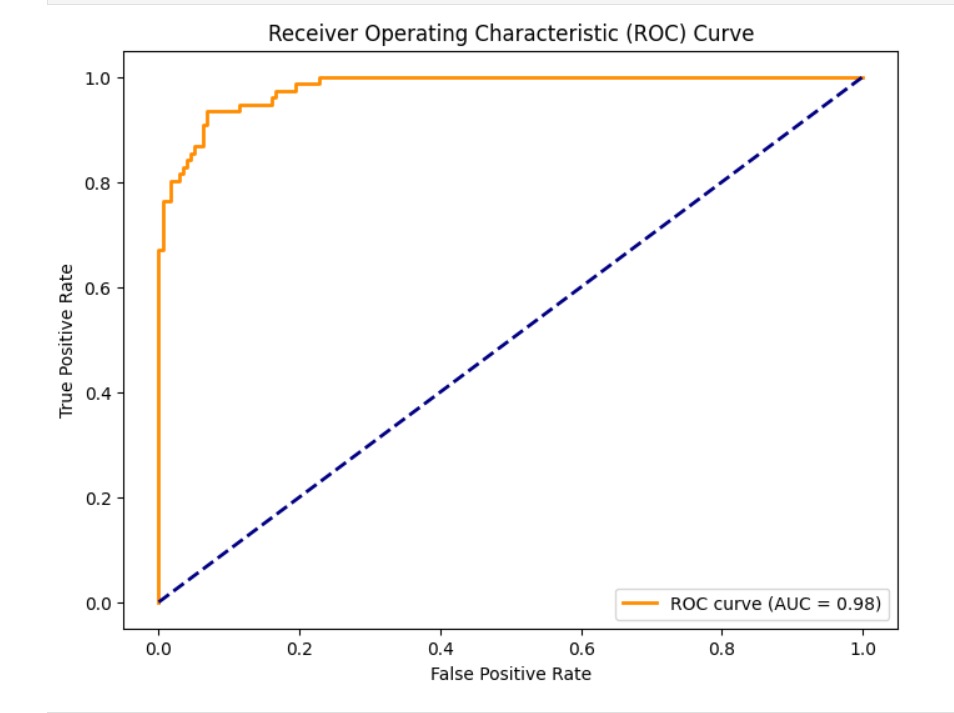 Receiver Operating Characteristic (ROC) Curve
1.0
0.8
0.6
0.4
0.2
0.0
True Positive Rate
0.0 0.2 0.4 0.6 0.8 1.0
False Positive Rate
ROC curve (AUC = 0.98)